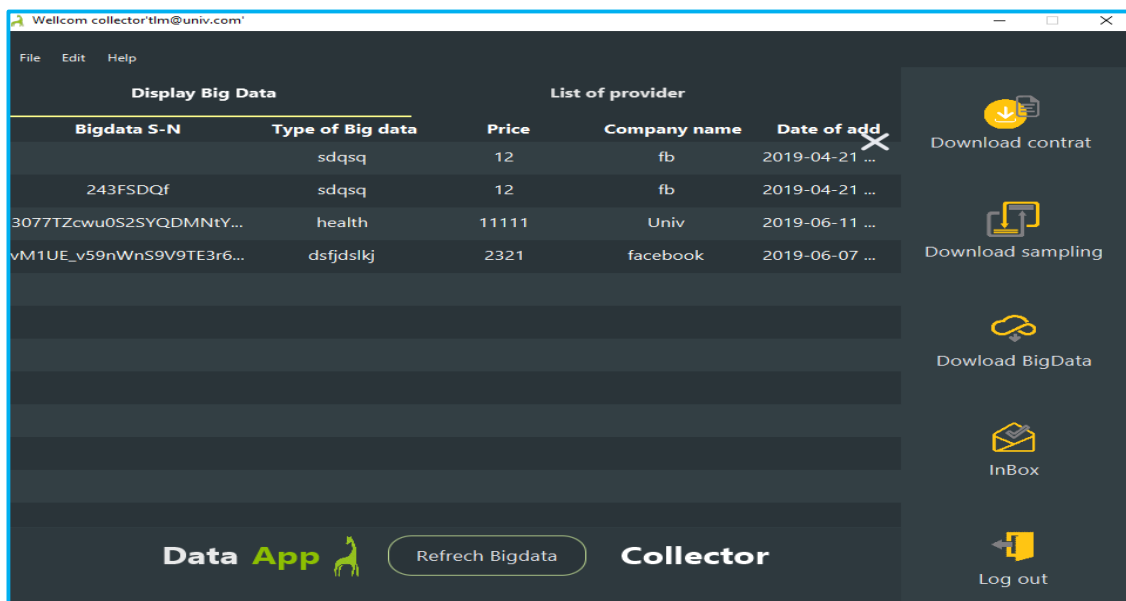 Wellcom collector'tlm@univ.com'
File Edit Help
Display Big Data List of provider
Bigdata S-N Type of Big data Price Company name Date of add
sdqsq 12 fb 2019-04-21 ...
243FSDQf sdqsq 12 fb 2019-04-21 ...
3077TZcwu0S2SYQDMNtY... health 11111 Univ 2019-06-11 ...
vM1UE_v59nWnS9V9TE3r6... dsfjdslkj 2321 facebook 2019-06-07 ...
Download contrat
Download sampling
Dowload BigData
InBox
Log out
Data App Refrech Bigdata Collector